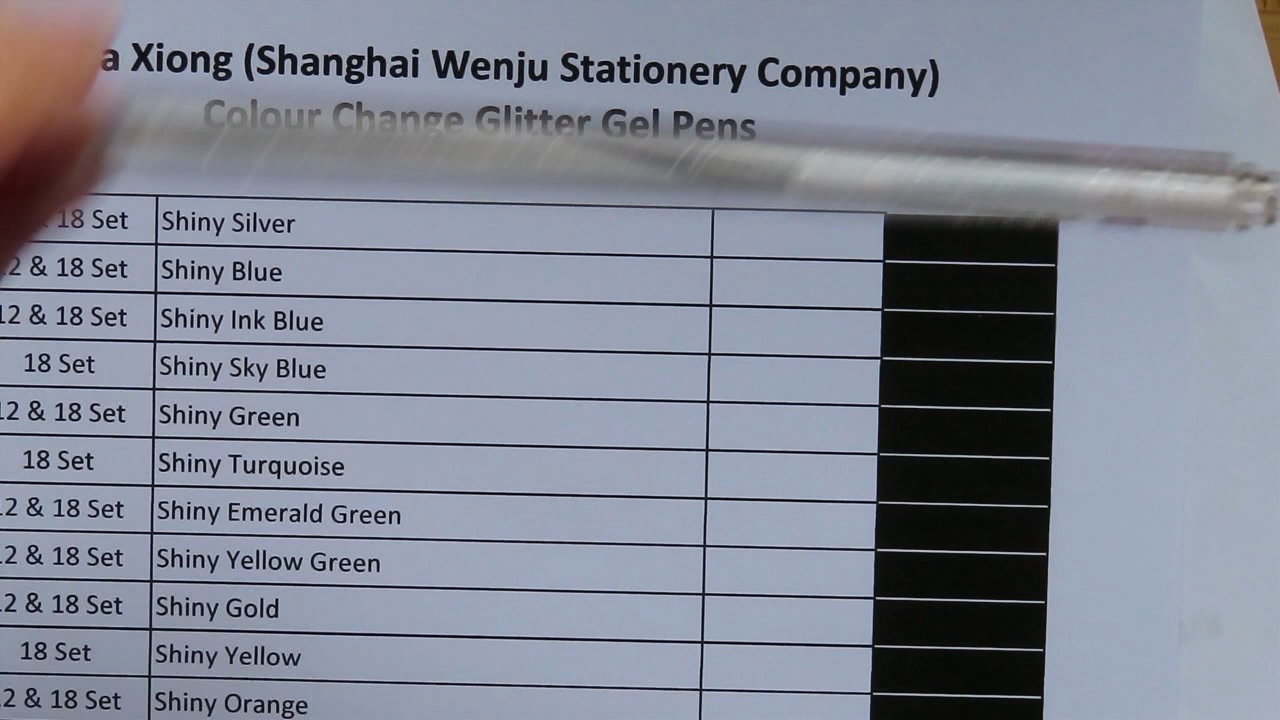 a Xiong (Shanghai Wenju Stationery Company)
Colour Change Glitter Gel Pens
18 Set Shiny Silver
2 & 18 Set Shiny Blue
12 & 18 Set Shiny Ink Blue
18 Set Shiny Sky Blue
12 & 18 Set Shiny Green
18 Set Shiny Turquoise
2 & 18 Set Shiny Emerald Green
12 & 18 Set Shiny Yellow Green
12 & 18 Set Shiny Gold
18 Set Shiny Yellow
2 & 18 Set Shiny Orange